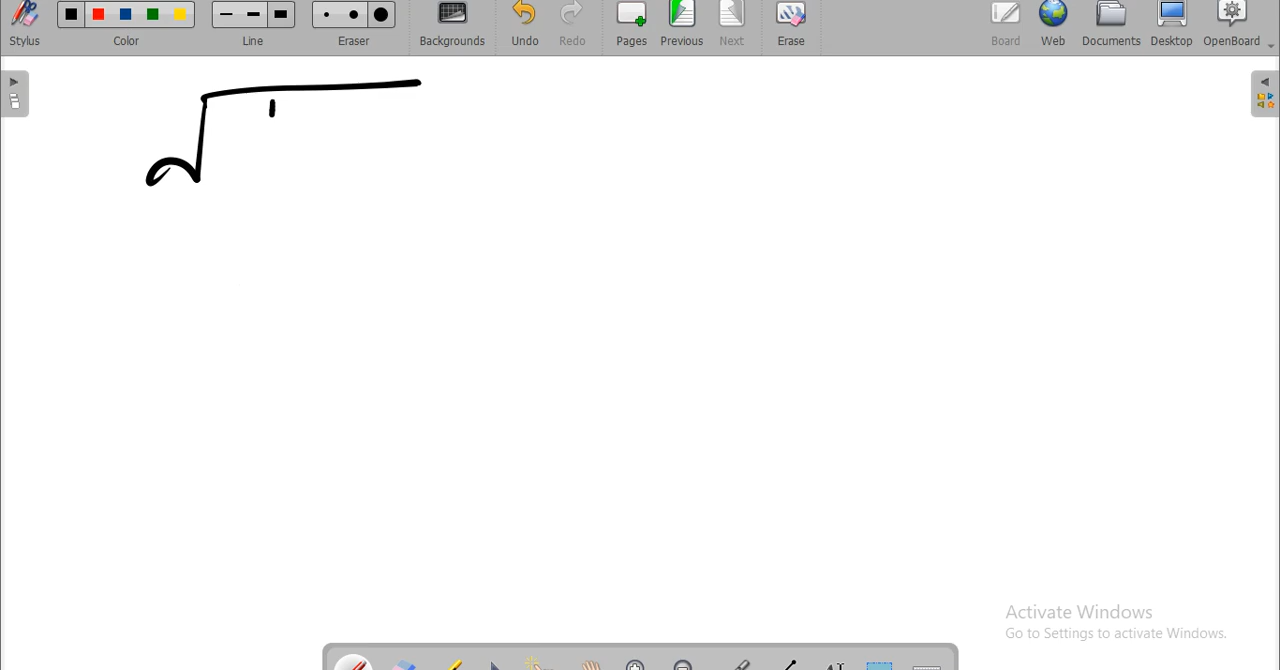 Stylus Color Line Eraser Backgrounds Undo Redo Pages Previous Next Erase Board Web Documents Desktop OpenBoard
√1
Activate Windows
Go to Settings to activate Windows.